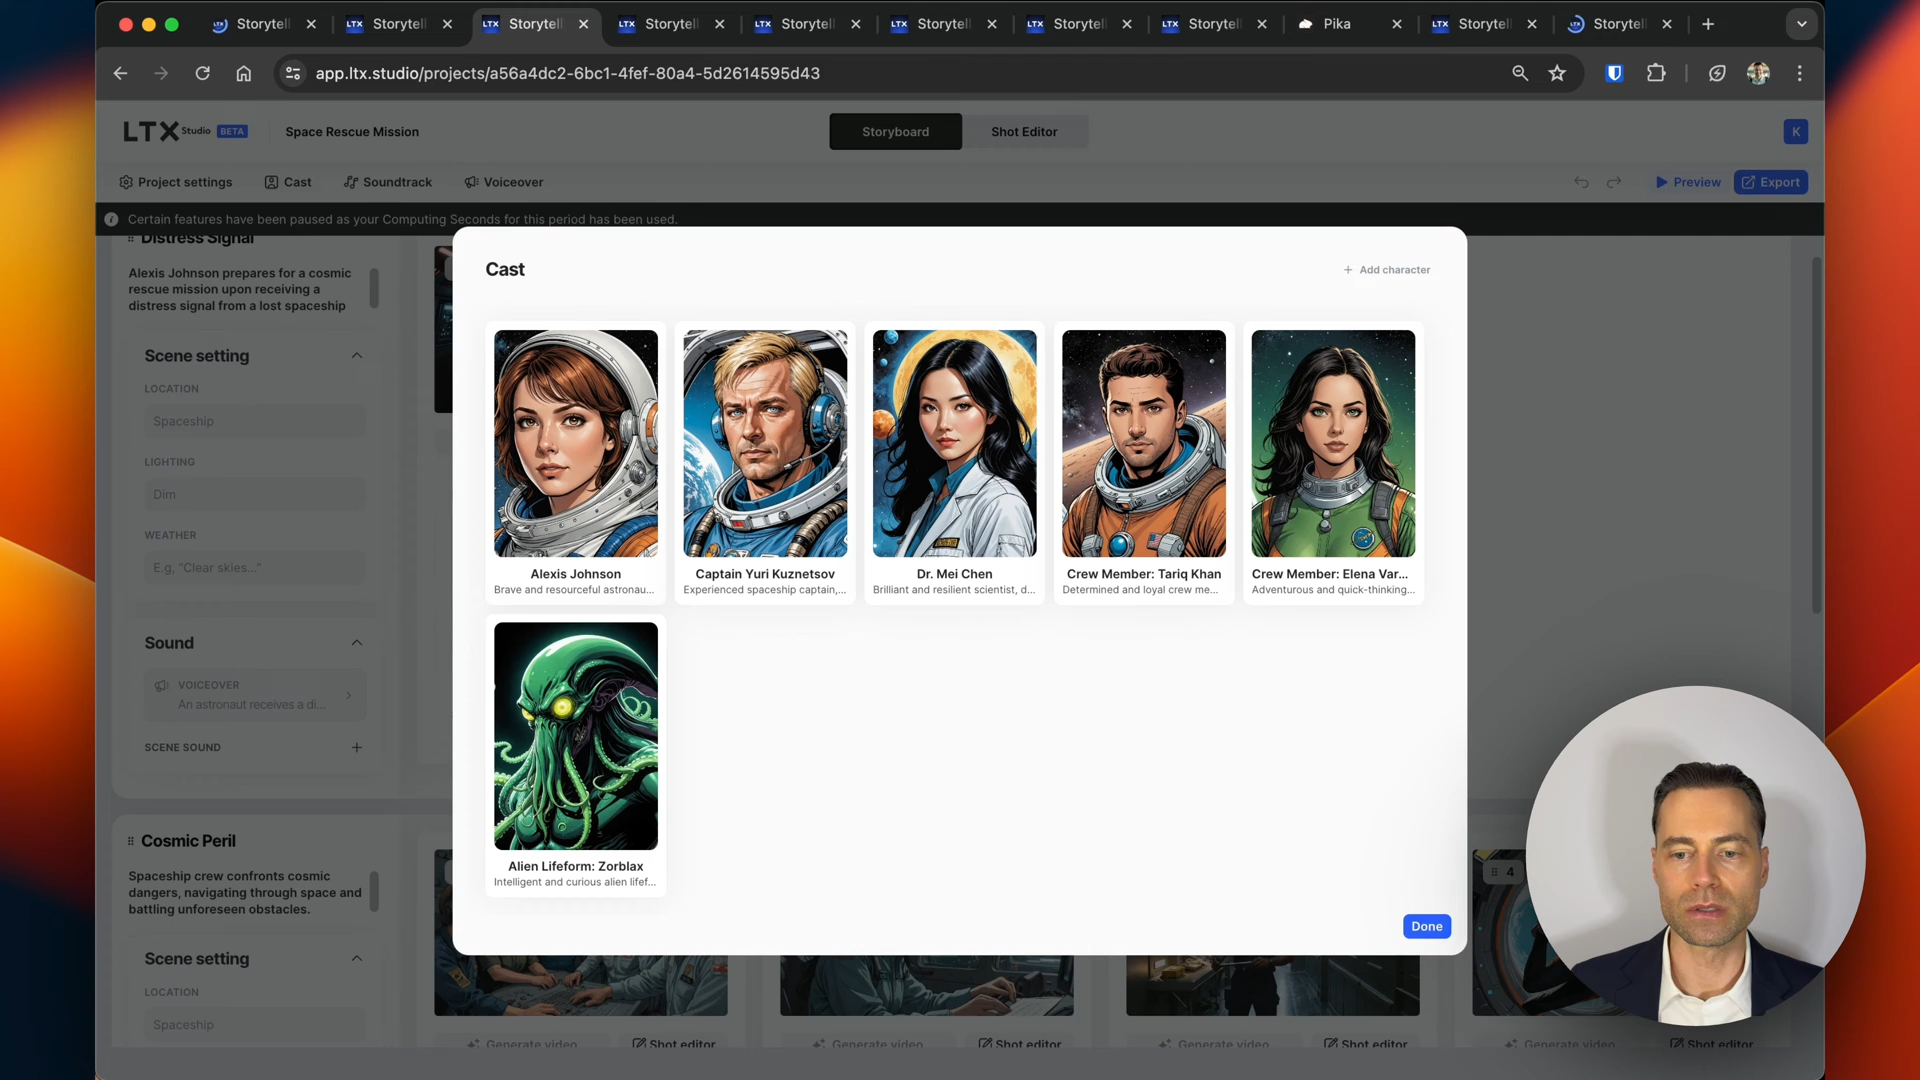 Storytell
Storytell
Storytell
Storytell
Storytell
Storytell
Storytell
Storytell
Pika
Storytell
Storytell
app.ltx.studio/projects/a56a4dc2-6bc1-4fef-80a4-5d2614595d43
LTX Studio BETA
Space Rescue Mission
Storyboard
Shot Editor
K
Project settings
Cast
Soundtrack
Voiceover
Preview
Export
Certain features have been paused as your Computing Seconds for this period has been used.
Distress Signal
Alexis Johnson prepares for a cosmic
rescue mission upon receiving a
distress signal from a lost spaceship
Scene setting
LOCATION
Spaceship
LIGHTING
Dim
WEATHER
E.g, "Clear skies..."
Sound
VOICEOVER
An astronaut receives a di...
SCENE SOUND
Cosmic Peril
Spaceship crew confronts cosmic
dangers, navigating through space and
battling unforeseen obstacles.
Scene setting
LOCATION
Spaceship
Cast
Add character
Alexis Johnson
Brave and resourceful astronau...
Captain Yuri Kuznetsov
Experienced spaceship captain,...
Dr. Mei Chen
Brilliant and resilient scientist, d...
Crew Member: Tariq Khan
Determined and loyal crew me...
Crew Member: Elena Var...
Adventurous and quick-thinking...
Alien Lifeform: Zorblax
Intelligent and curious alien lifef...
Done
4
Generate video
Shot editor
Generate video
Shot editor
Generate video
Shot editor
Generate video
Shot editor